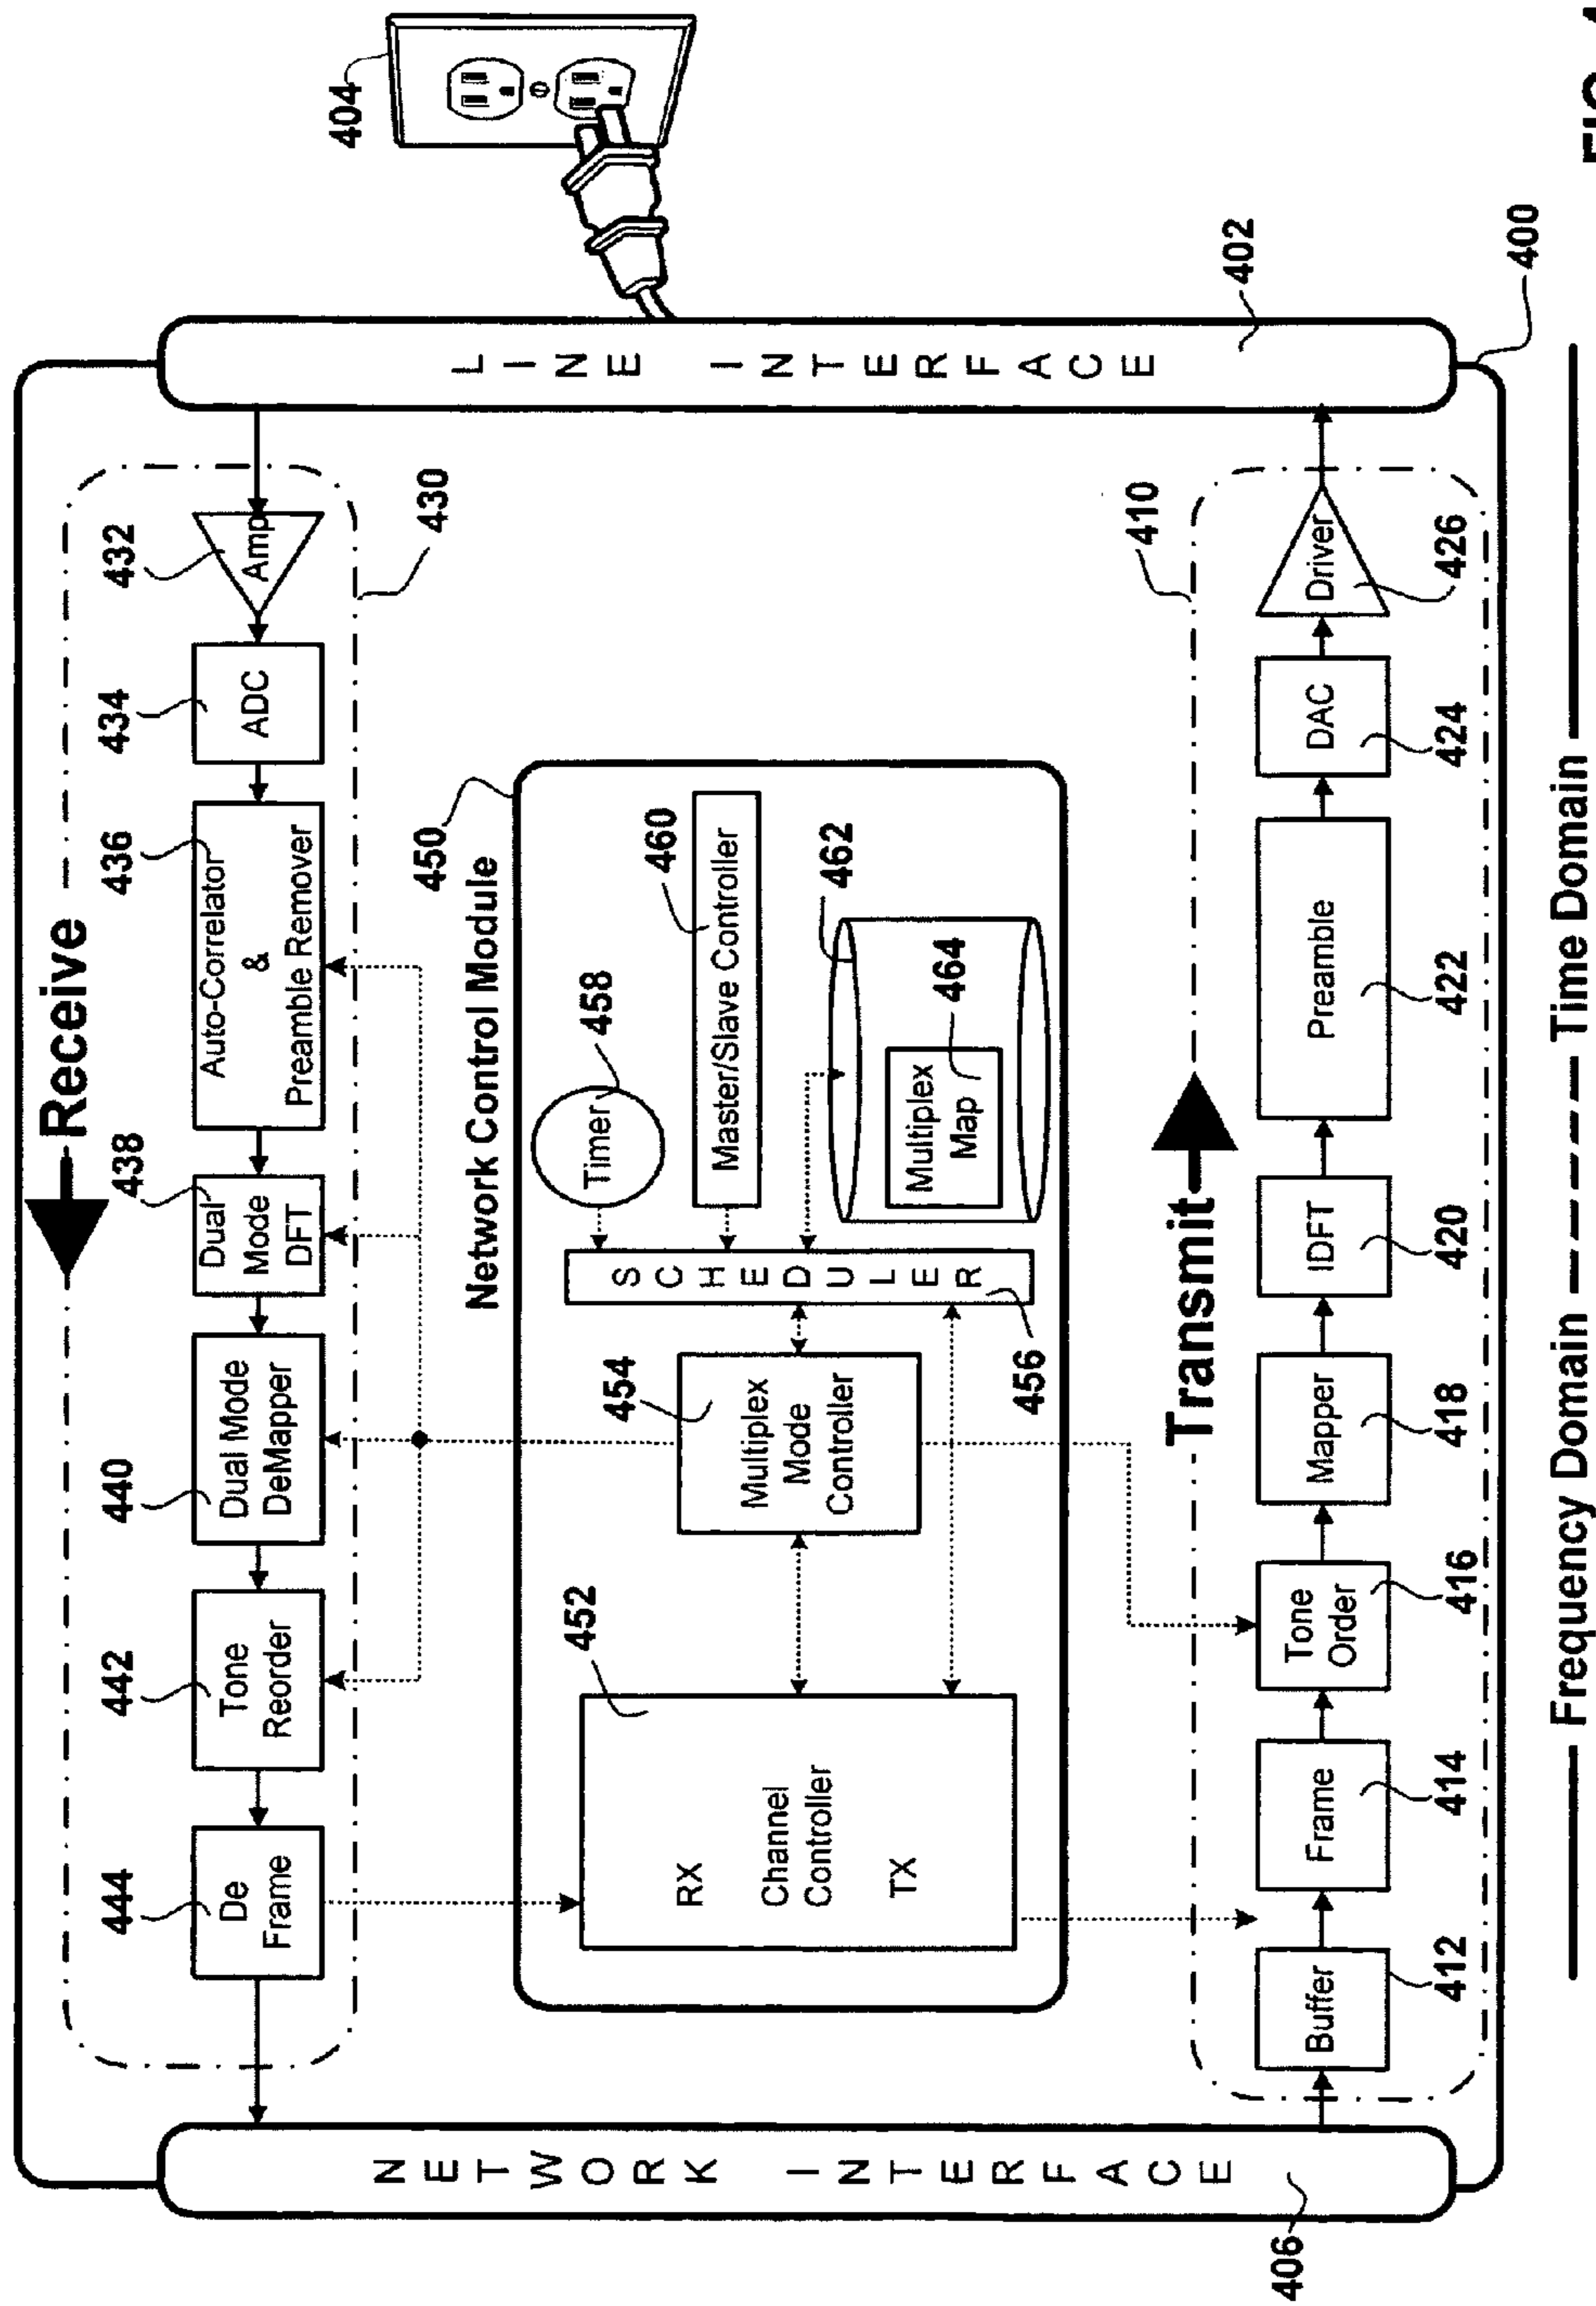 Receive
432
434
436
438
440
442
444
430
404
Amp
ADC
Auto-Correlator
&
Preamble Remover
Dual
Mode
DFT
Dual Mode
DeMapper
Tone
Reorder
De
Frame
Network Control Module
450
452
454
456
458
460
462
464
RX
Channel
Controller
TX
Multiplex
Mode
Controller
SCHEDULER
Timer
Master/Slave Controller
Multiplex
Map
NETWORK INTERFACE
406
LINE INTERFACE
402
400
Transmit
410
Buffer
Frame
Tone
Order
Mapper
IDFT
Preamble
DAC
Driver
412
414
416
418
420
422
424
426
Frequency Domain
Time Domain